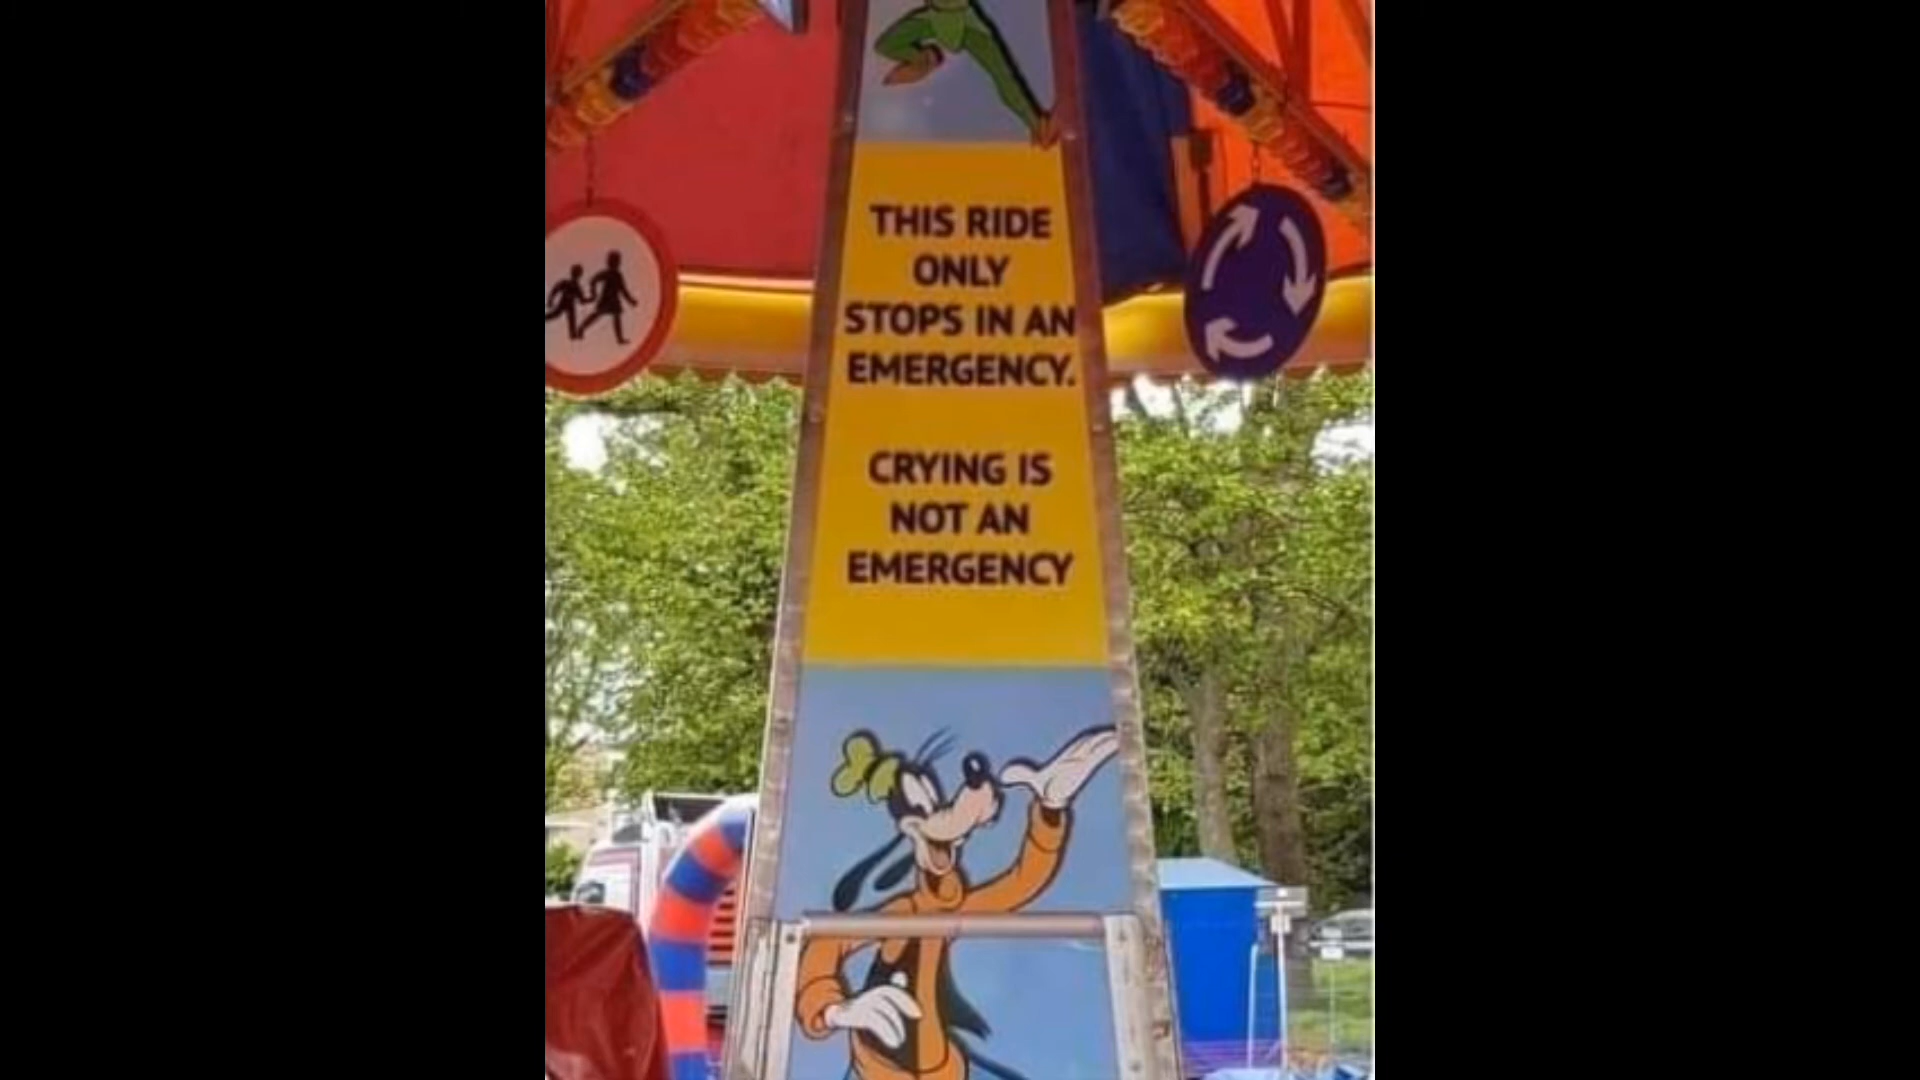 THIS RIDE
ONLY
STOPS IN AN
EMERGENCY.
CRYING IS
NOT AN
EMERGENCY